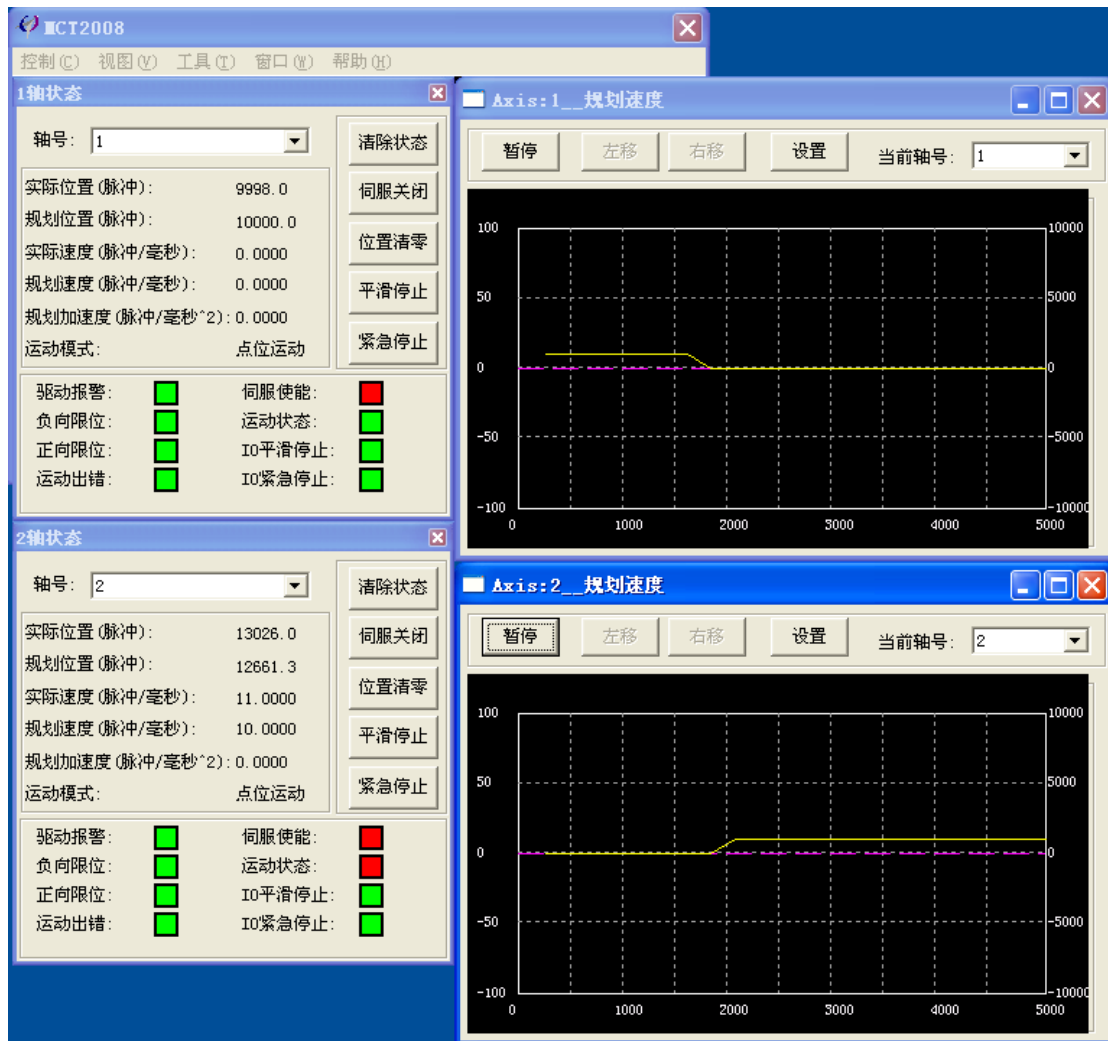 MCT2008
控制(C) 视图(V) 工具(T) 窗口(W) 帮助(H)
1轴状态
轴号: 1
清除状态
伺服关闭
位置清零
平滑停止
紧急停止
实际位置(脉冲): 9998.0
规划位置(脉冲): 10000.0
实际速度(脉冲/毫秒): 0.0000
规划速度(脉冲/毫秒): 0.0000
规划加速度(脉冲/毫秒^2): 0.0000
运动模式: 点位运动
驱动报警: 伺服使能:
负向限位: 运动状态:
正向限位: IO平滑停止:
运动出错: IO紧急停止:
Axis:1__规划速度
暂停 左移 右移 设置 当前轴号: 1
100 10000
50 5000
0 0
-50 -5000
-100 -10000
0 1000 2000 3000 4000 5000
2轴状态
轴号: 2
清除状态
伺服关闭
位置清零
平滑停止
紧急停止
实际位置(脉冲): 13026.0
规划位置(脉冲): 12661.3
实际速度(脉冲/毫秒): 11.0000
规划速度(脉冲/毫秒): 10.0000
规划加速度(脉冲/毫秒^2): 0.0000
运动模式: 点位运动
驱动报警: 伺服使能:
负向限位: 运动状态:
正向限位: IO平滑停止:
运动出错: IO紧急停止:
Axis:2__规划速度
暂停 左移 右移 设置 当前轴号: 2
100 10000
50 5000
0 0
-50 -5000
-100 -10000
0 1000 2000 3000 4000 5000